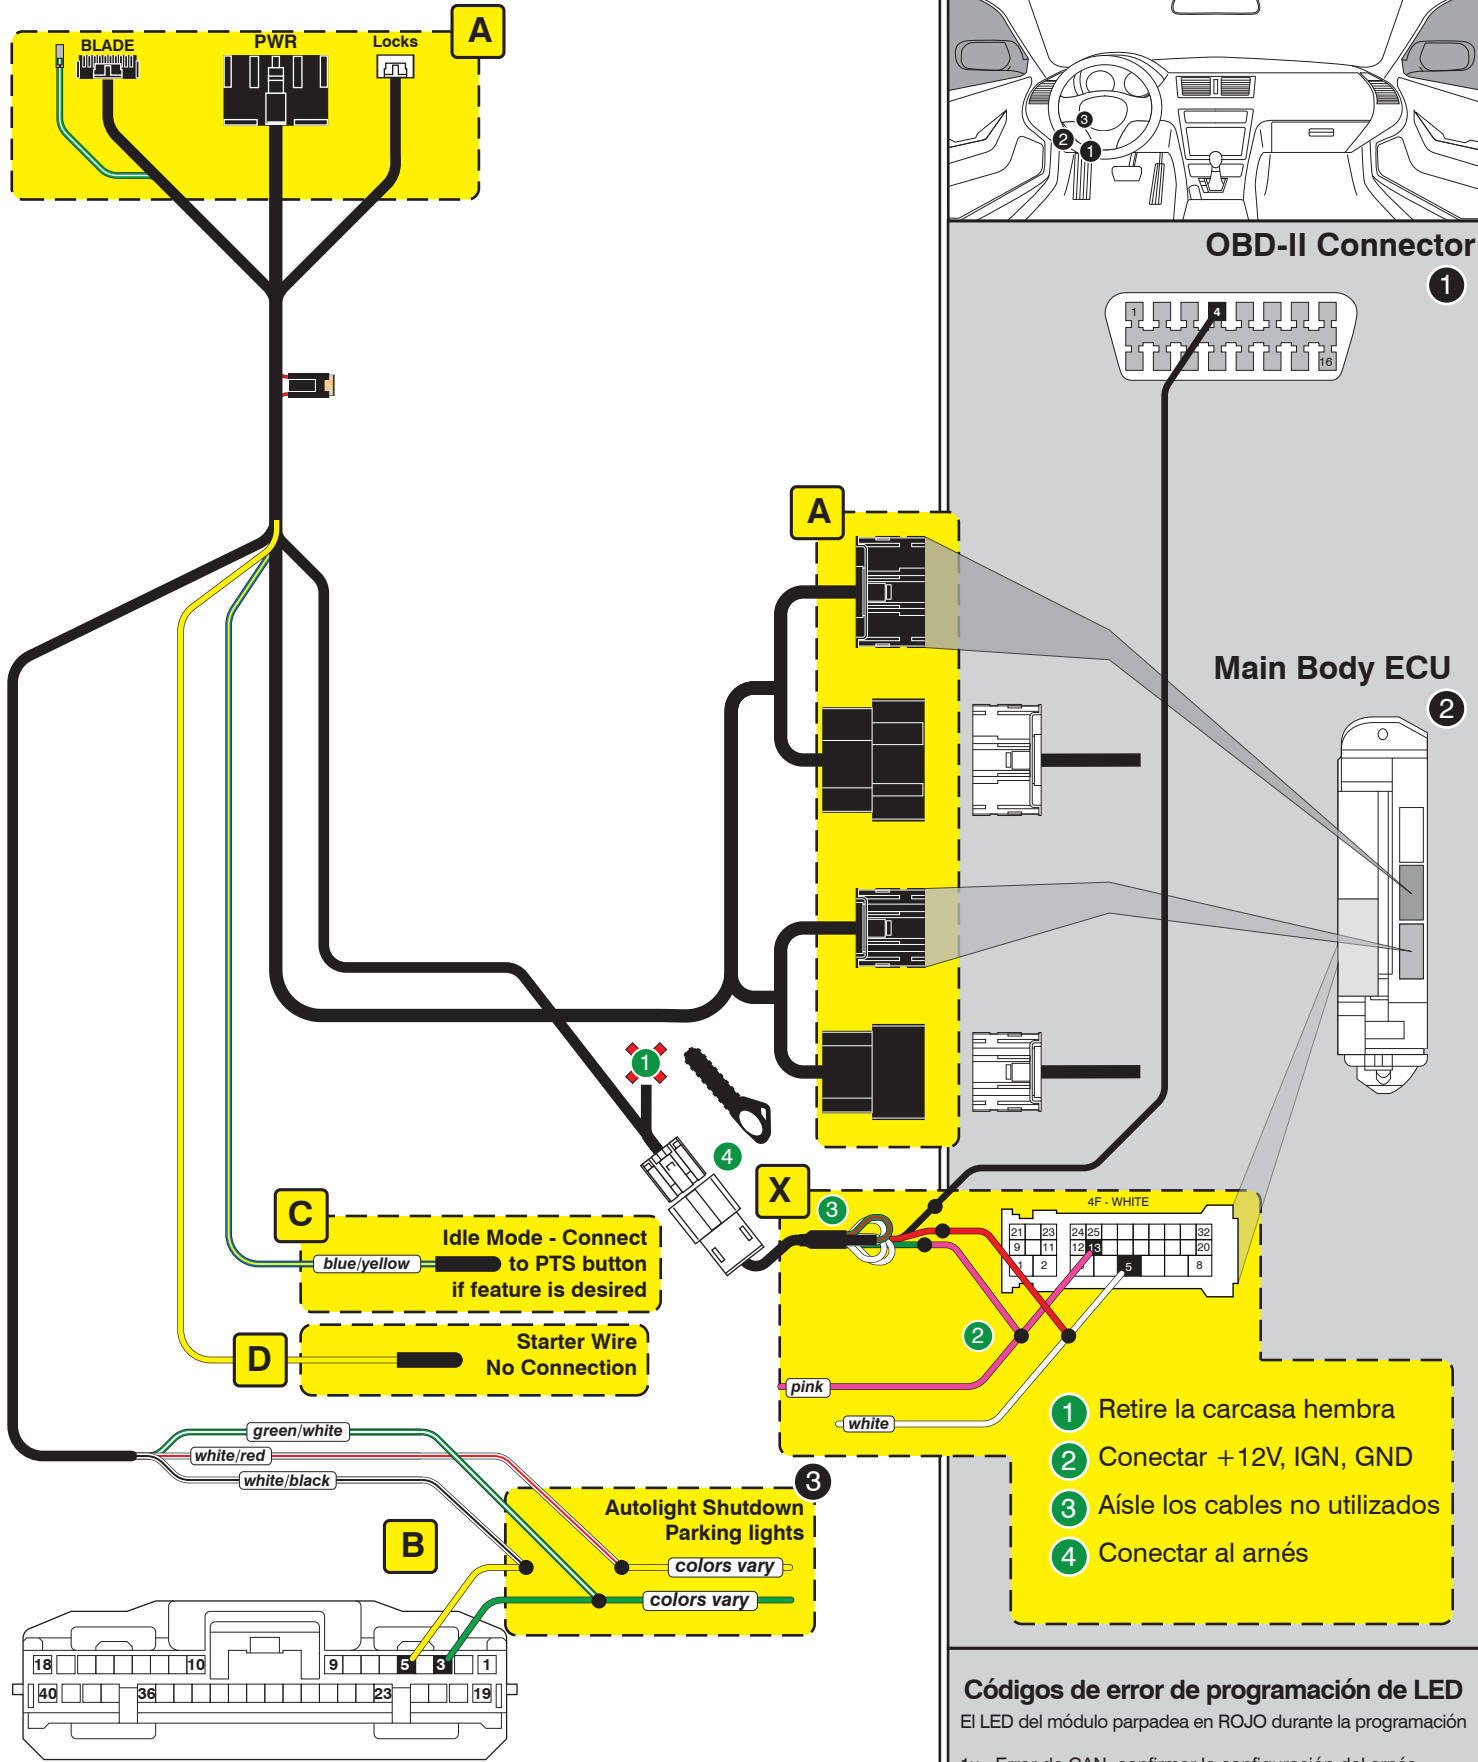 A
BLADE
PWR
Locks
3
2
1
OBD-II Connector
1
1
4
16
A
Main Body ECU
2
1
4
X
3
4F - WHITE
21 23 24 25 32
9 11 12 13 20
1 2 5 8
2
pink
white
C
Idle Mode - Connect
to PTS button
if feature is desired
blue/yellow
D
Starter Wire
No Connection
1 Retire la carcasa hembra
2 Conectar +12V, IGN, GND
3 Aísle los cables no utilizados
4 Conectar al arnés
green/white
white/red
white/black
3
Autolight Shutdown
Parking lights
B
colors vary
colors vary
18 10 9 5 3 1
40 36 23 19
Códigos de error de programación de LED
El LED del módulo parpadea en ROJO durante la programación